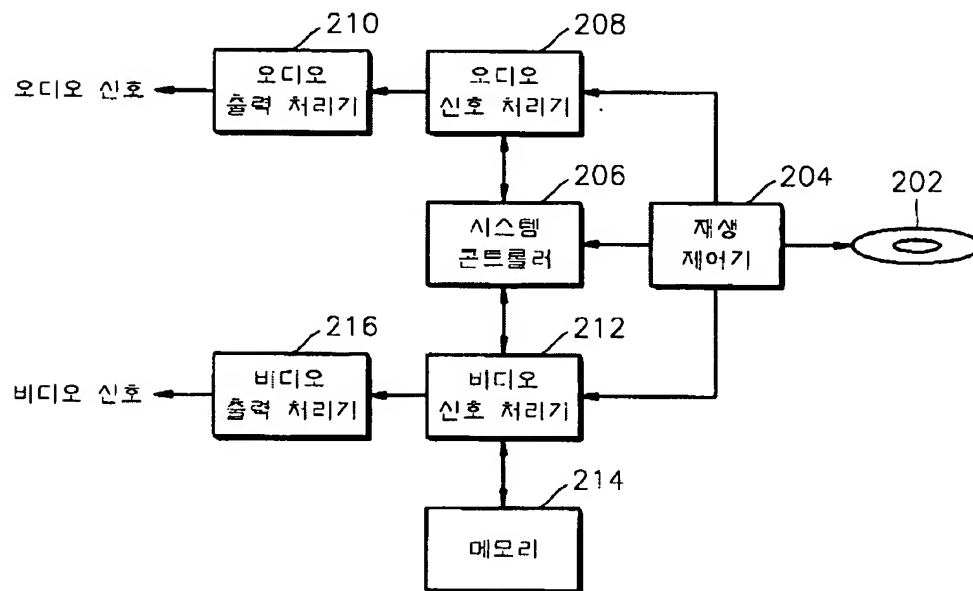 210
208
오디오 신호
오디오
출력 처리기
오디오
신호 처리기
206
204
202
시스템
콘트롤러
재생
제어기
216
212
비디오 신호
비디오
출력 처리기
비디오
신호 처리기
214
메모리